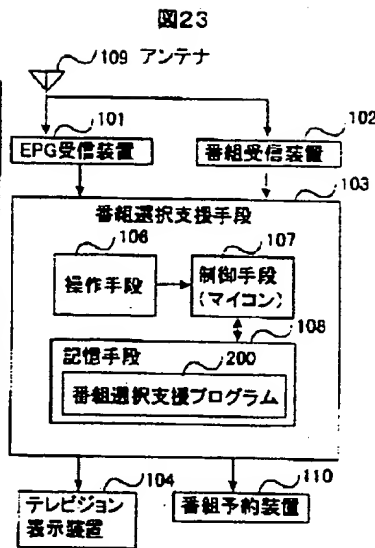 図23
109 アンテナ
101
102
EPG受信装置
番組受信装置
103
番組選択支援手段
106
107
操作手段
制御手段
(マイコン)
108
記憶手段
200
番組選択支援プログラム
104
110
テレビジョン
表示装置
番組予約装置